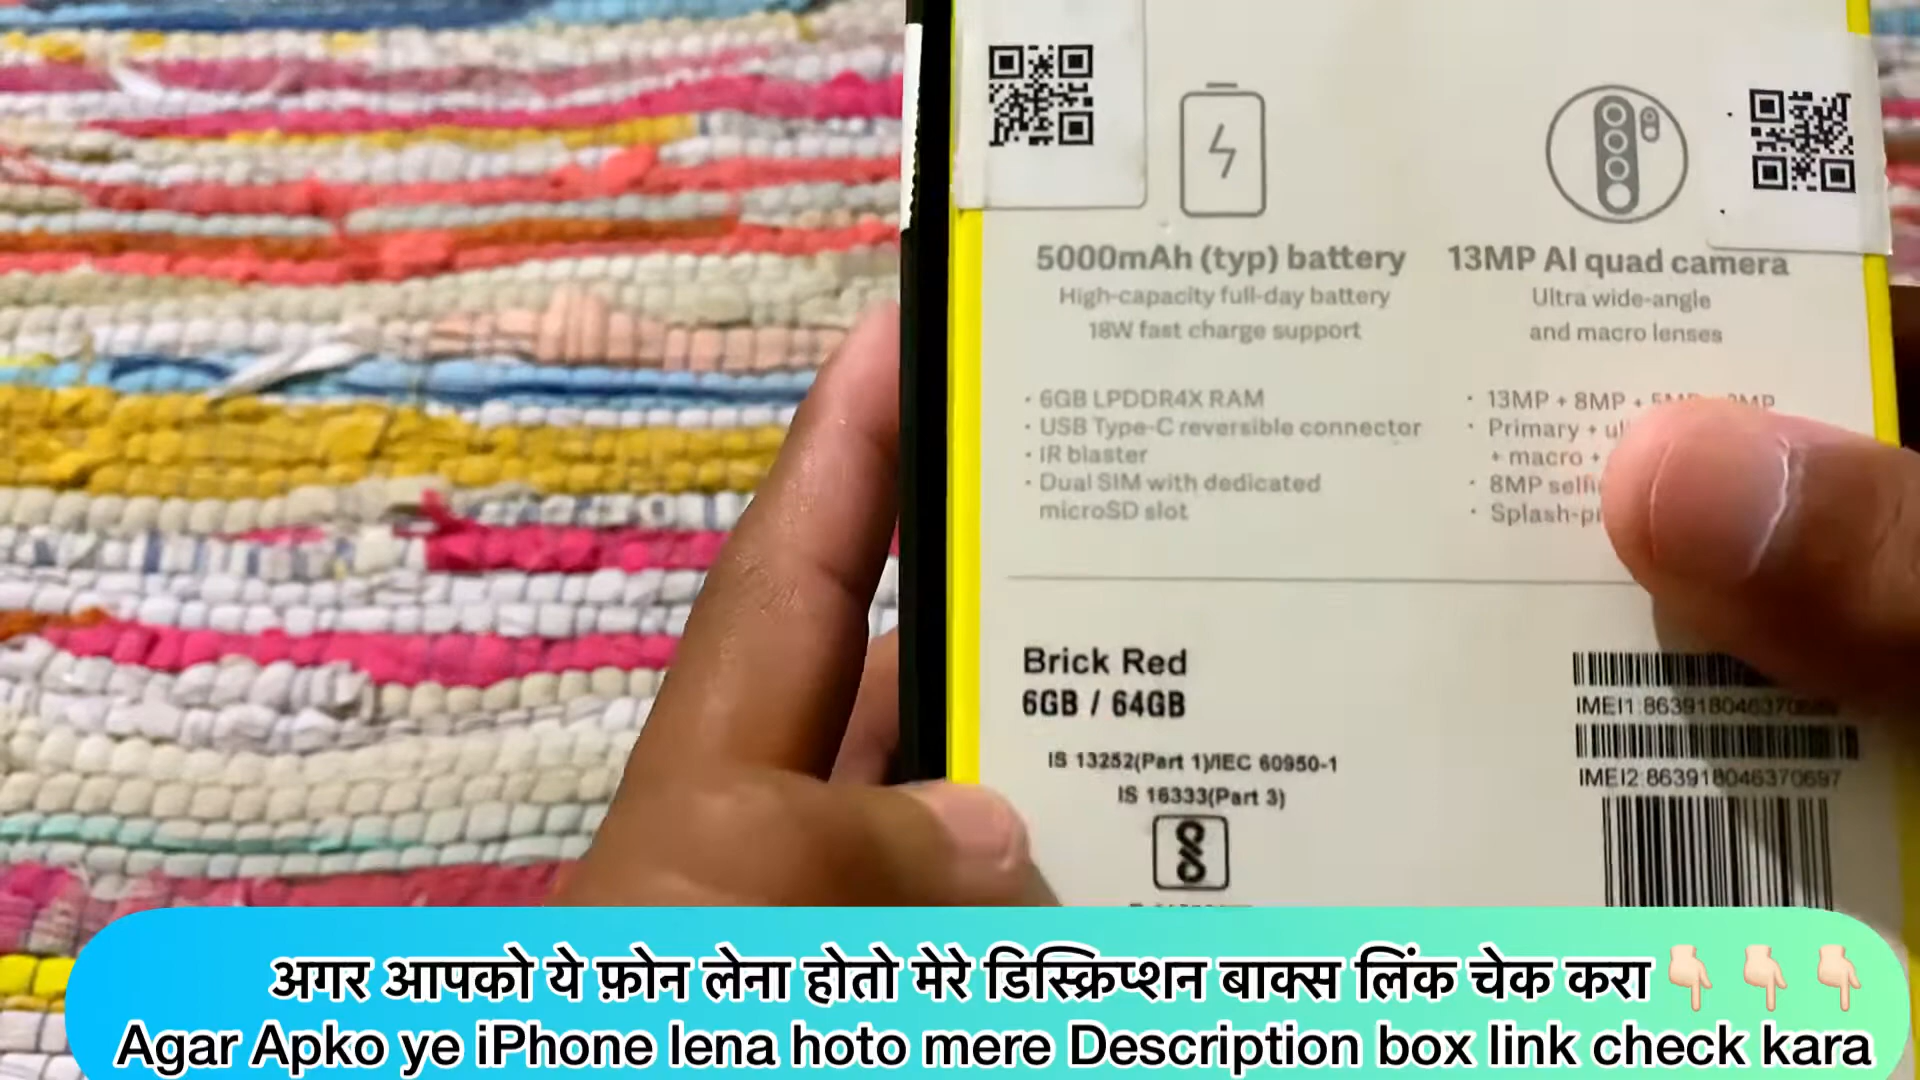 5000mAh (typ) battery
High-capacity full-day battery
18W fast charge support
• 6GB LPDDR4X RAM
• USB Type-C reversible connector
• IR blaster
• Dual SIM with dedicated
microSD slot
13MP AI quad camera
Ultra wide-angle
and macro lenses
• 13MP + 8MP +
• Primary +
+ macro +
• 8MP
•
Brick Red
6GB / 64GB
IS 13252(Part 1)/IEC 60950-1
IS 16333(Part 3)
IMEI1:
IMEI2:863918046370697
अगर आपको ये फ़ोन लेना होतो मेरे डिस्क्रिप्शन बाक्स लिंक चेक करा 👇🏻 👇🏻 👇🏻
Agar Apko ye iPhone lena hoto mere Description box link check kara